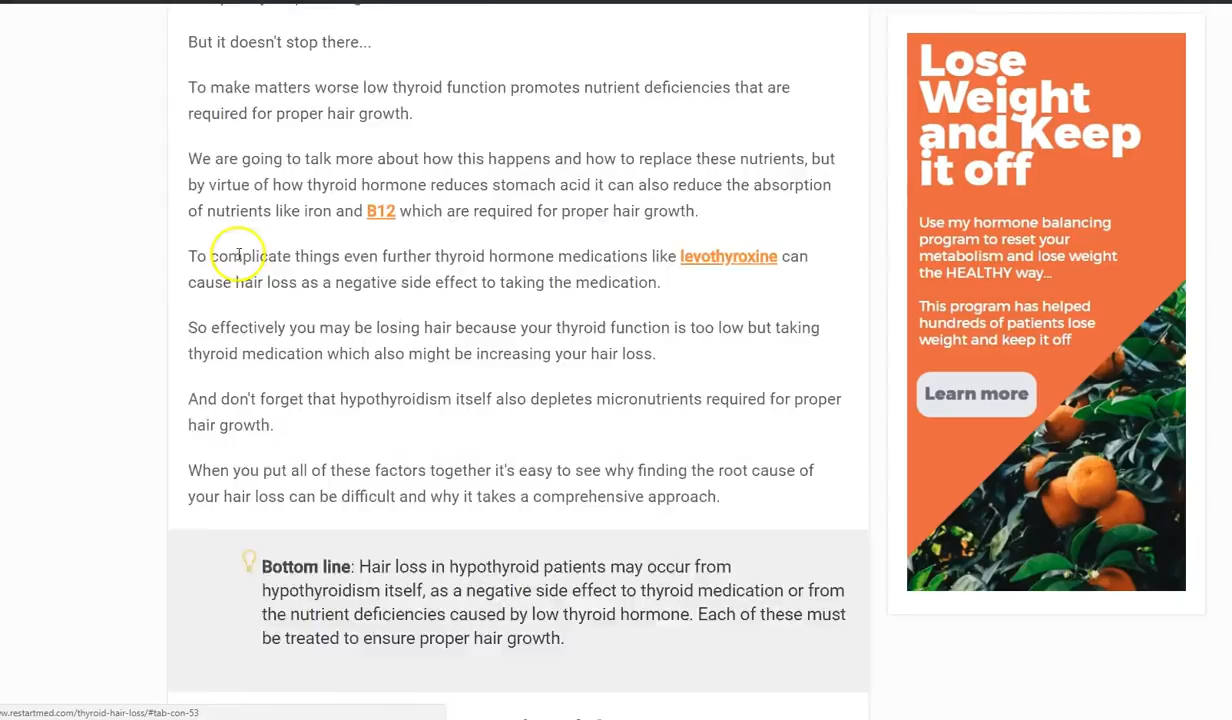 But it doesn't stop there...
To make matters worse low thyroid function promotes nutrient deficiencies that are
required for proper hair growth.
We are going to talk more about how this happens and how to replace these nutrients, but
by virtue of how thyroid hormone reduces stomach acid it can also reduce the absorption
of nutrients like iron and B12 which are required for proper hair growth.
To complicate things even further thyroid hormone medications like levothyroxine can
cause hair loss as a negative side effect to taking the medication.
So effectively you may be losing hair because your thyroid function is too low but taking
thyroid medication which also might be increasing your hair loss.
And don't forget that hypothyroidism itself also depletes micronutrients required for proper
hair growth.
When you put all of these factors together it's easy to see why finding the root cause of
your hair loss can be difficult and why it takes a comprehensive approach.
Bottom line: Hair loss in hypothyroid patients may occur from
hypothyroidism itself, as a negative side effect to thyroid medication or from
the nutrient deficiencies caused by low thyroid hormone. Each of these must
be treated to ensure proper hair growth.
Lose
Weight
and Keep
it off
Use my hormone balancing
program to reset your
metabolism and lose weight
the HEALTHY way...
This program has helped
hundreds of patients lose
weight and keep it off
Learn more
w.restartmed.com/thyroid-hair-loss/#tab-con-53